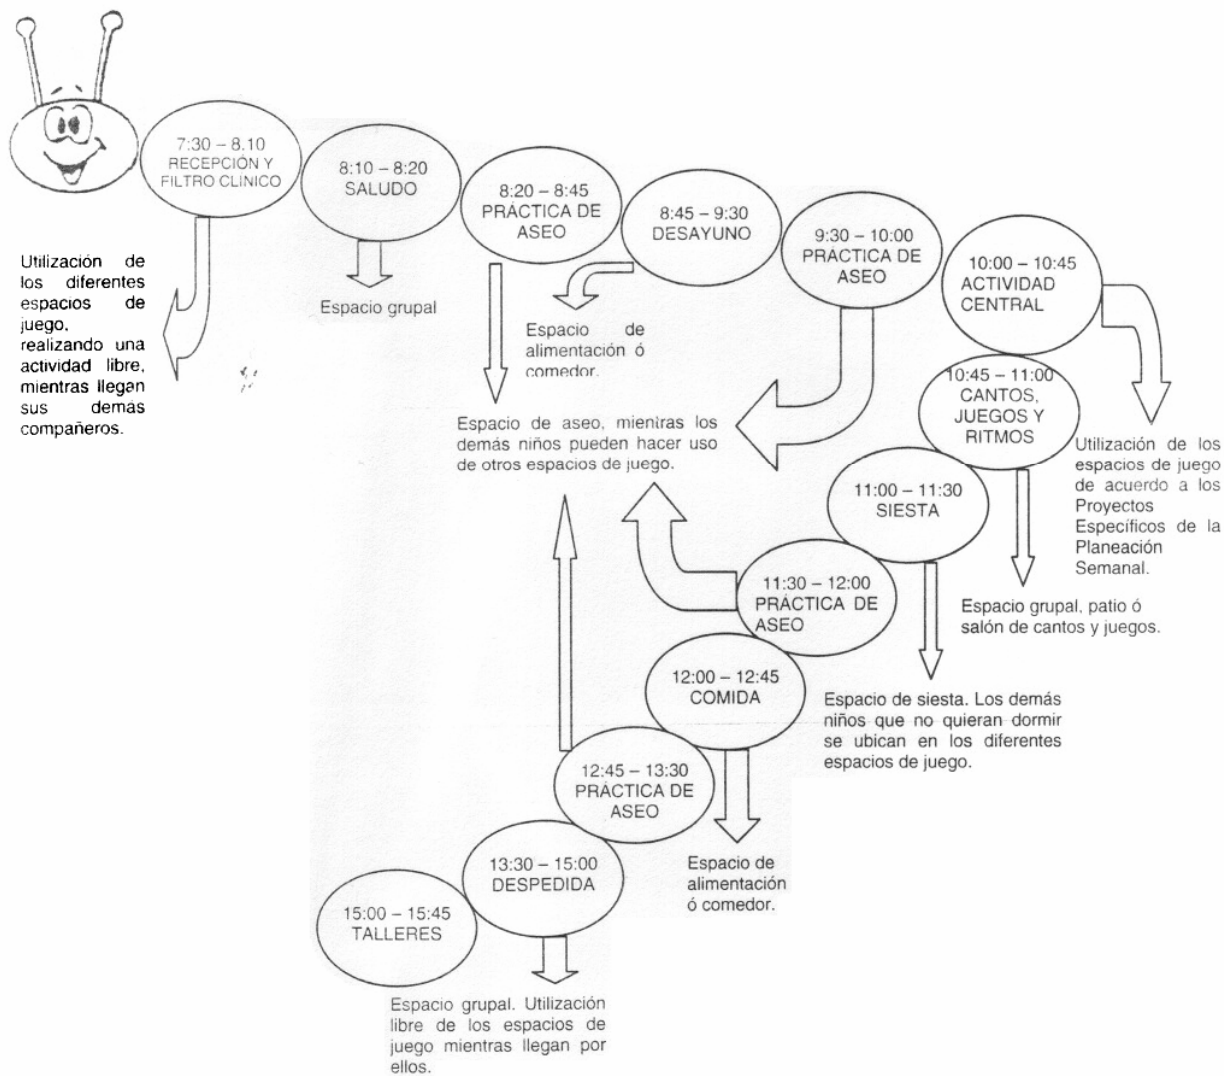 7:30 – 8.10
RECEPCIÓN Y
FILTRO CLÍNICO
8:10 – 8:20
SALUDO
8:20 – 8:45
PRÁCTICA DE
ASEO
8:45 – 9:30
DESAYUNO
9:30 – 10:00
PRÁCTICA DE
ASEO
10:00 – 10:45
ACTIVIDAD
CENTRAL
Utilización de
los diferentes
espacios de
juego,
realizando una
actividad libre,
mientras llegan
sus demás
compañeros.
Espacio grupal
Espacio de
alimentación ó
comedor.
Espacio de aseo, mientras los
demás niños pueden hacer uso
de otros espacios de juego.
10:45 – 11:00
CANTOS,
JUEGOS Y
RITMOS
Utilización de los
espacios de juego
de acuerdo a los
Proyectos
Específicos de la
Planeación
Semanal.
11:00 – 11:30
SIESTA
Espacio grupal, patio ó
salón de cantos y juegos.
11:30 – 12:00
PRÁCTICA DE
ASEO
Espacio de siesta. Los demás
niños que no quieran dormir
se ubican en los diferentes
espacios de juego.
12:00 – 12:45
COMIDA
12:45 – 13:30
PRÁCTICA DE
ASEO
Espacio de
alimentación
ó comedor.
13:30 – 15:00
DESPEDIDA
15:00 – 15:45
TALLERES
Espacio grupal. Utilización
libre de los espacios de
juego mientras llegan por
ellos.